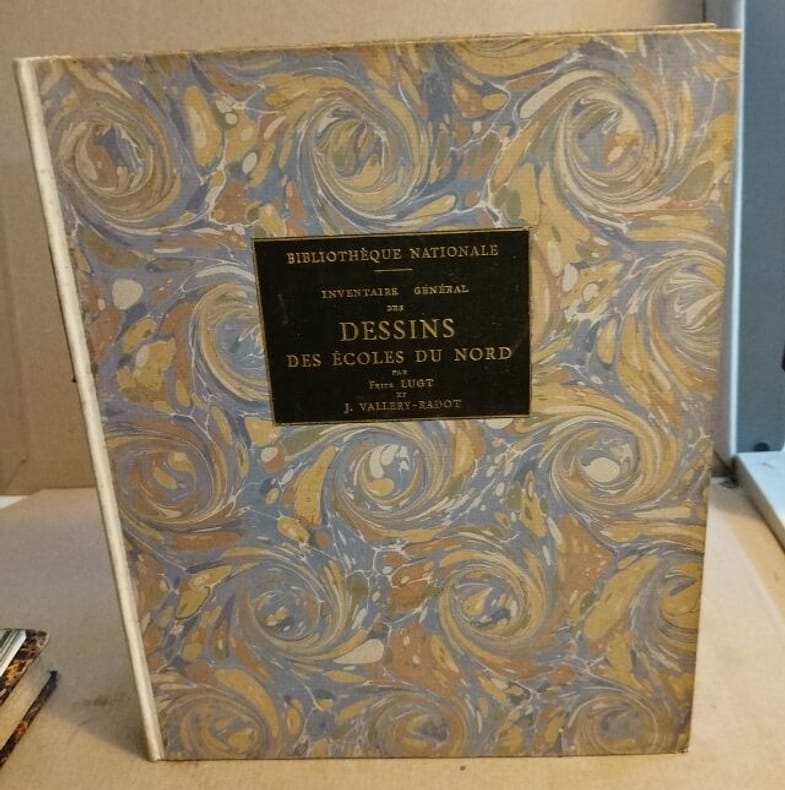 BIBLIOTHÈQUE NATIONALE
INVENTAIRE GÉNÉRAL
DES
DESSINS
DES ÉCOLES DU NORD
PAR
FRITS LUGT
ET
J. VALLERY-RADOT